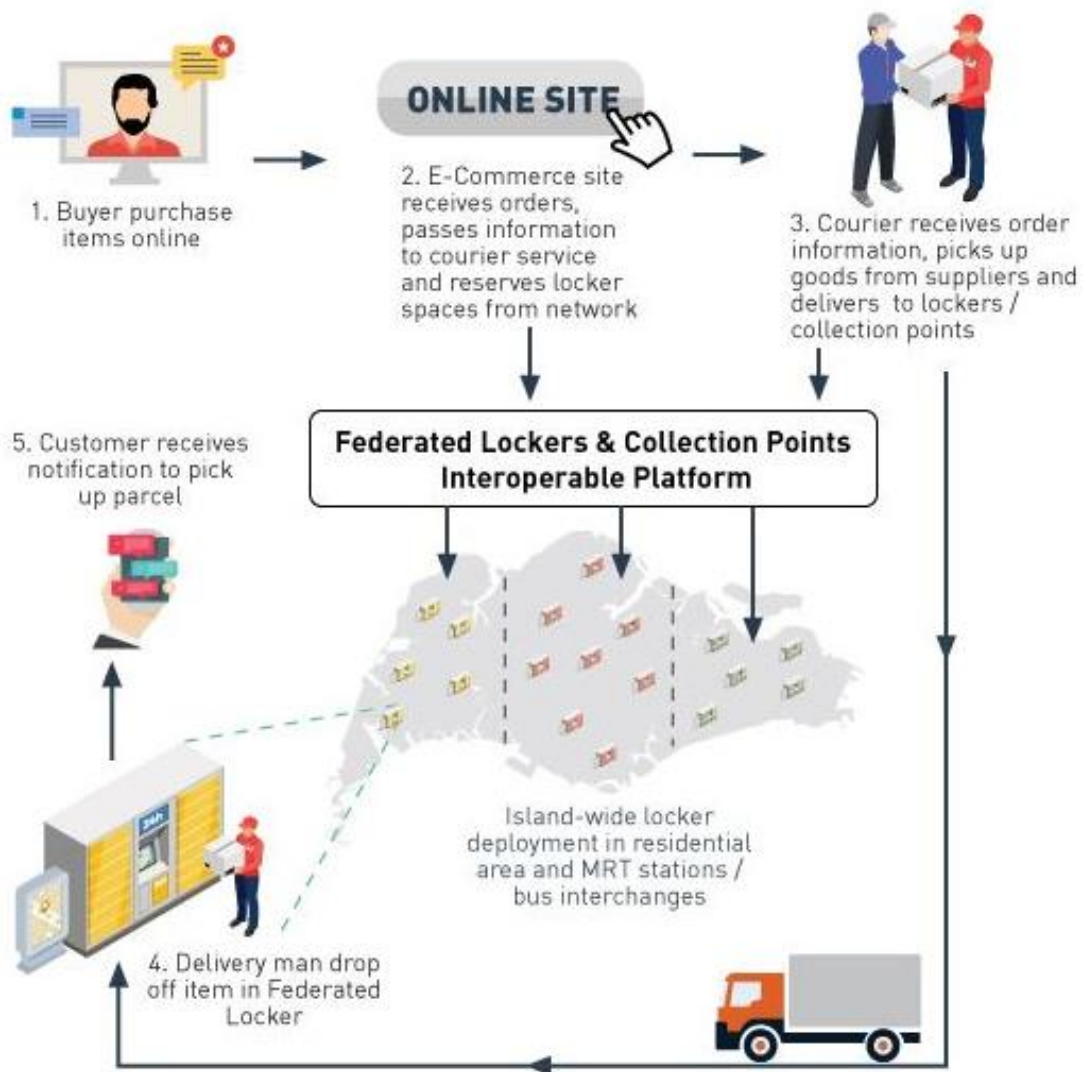 ONLINE SITE
1. Buyer purchase
items online
2. E-Commerce site
receives orders,
passes information
to courier service
and reserves locker
spaces from network
3. Courier receives order
information, picks up
goods from suppliers and
delivers to lockers /
collection points
Federated Lockers & Collection Points
Interoperable Platform
5. Customer receives
notification to pick
up parcel
Island-wide locker
deployment in residential
area and MRT stations /
bus interchanges
24h
4. Delivery man drop
off item in Federated
Locker